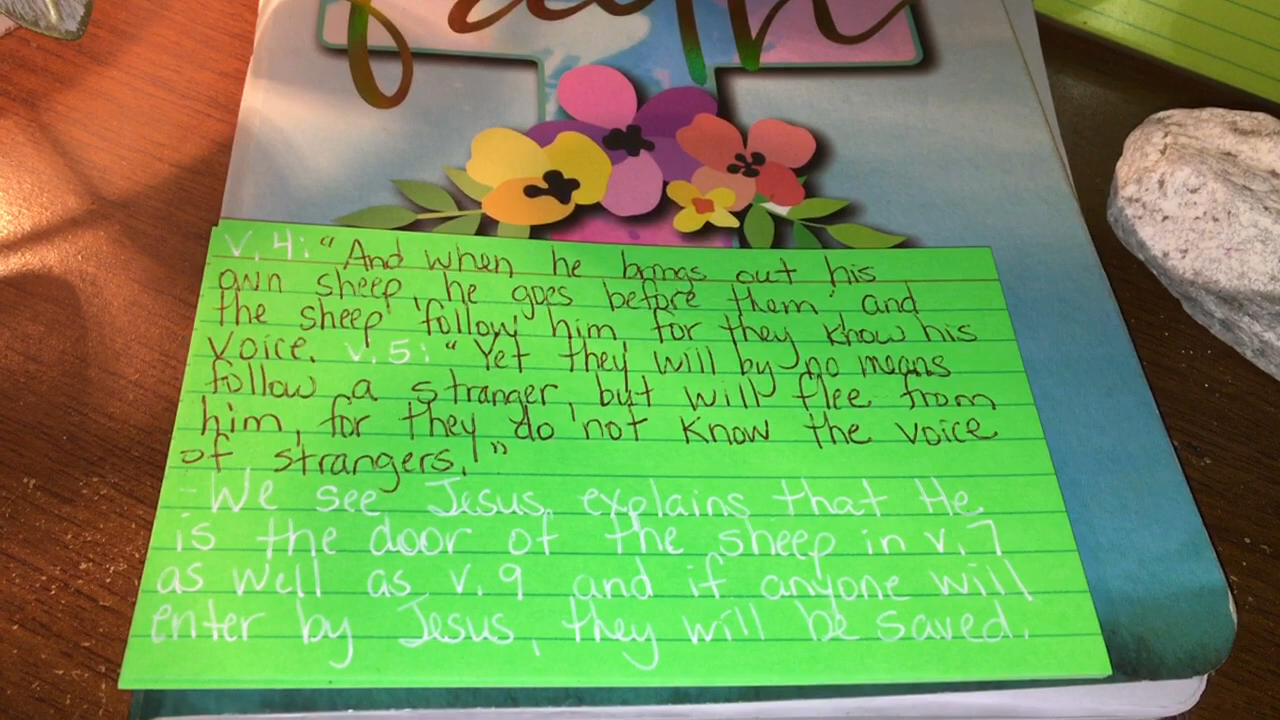 faith
v.4: "And when he brings out his
own sheep, he goes before them; and
the sheep follow him, for they know his
voice. v.5: "Yet they will by no means
follow a stranger, but will flee from
him, for they do not know the voice
of strangers."
-We see Jesus explains that He
is the door of the sheep in v.7
as well as v.9 and if anyone will
enter by Jesus, they will be saved.